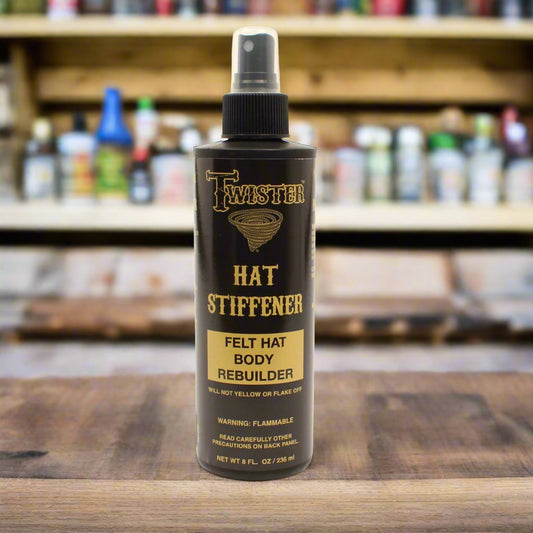 TWISTER
HAT
STIFFENER
FELT HAT
BODY
REBUILDER
WILL NOT YELLOW OR FLAKE OFF.
WARNING: FLAMMABLE
READ CAREFULLY OTHER
PRECAUTIONS ON BACK PANEL.
NET WT 8 FL. OZ / 236 ml